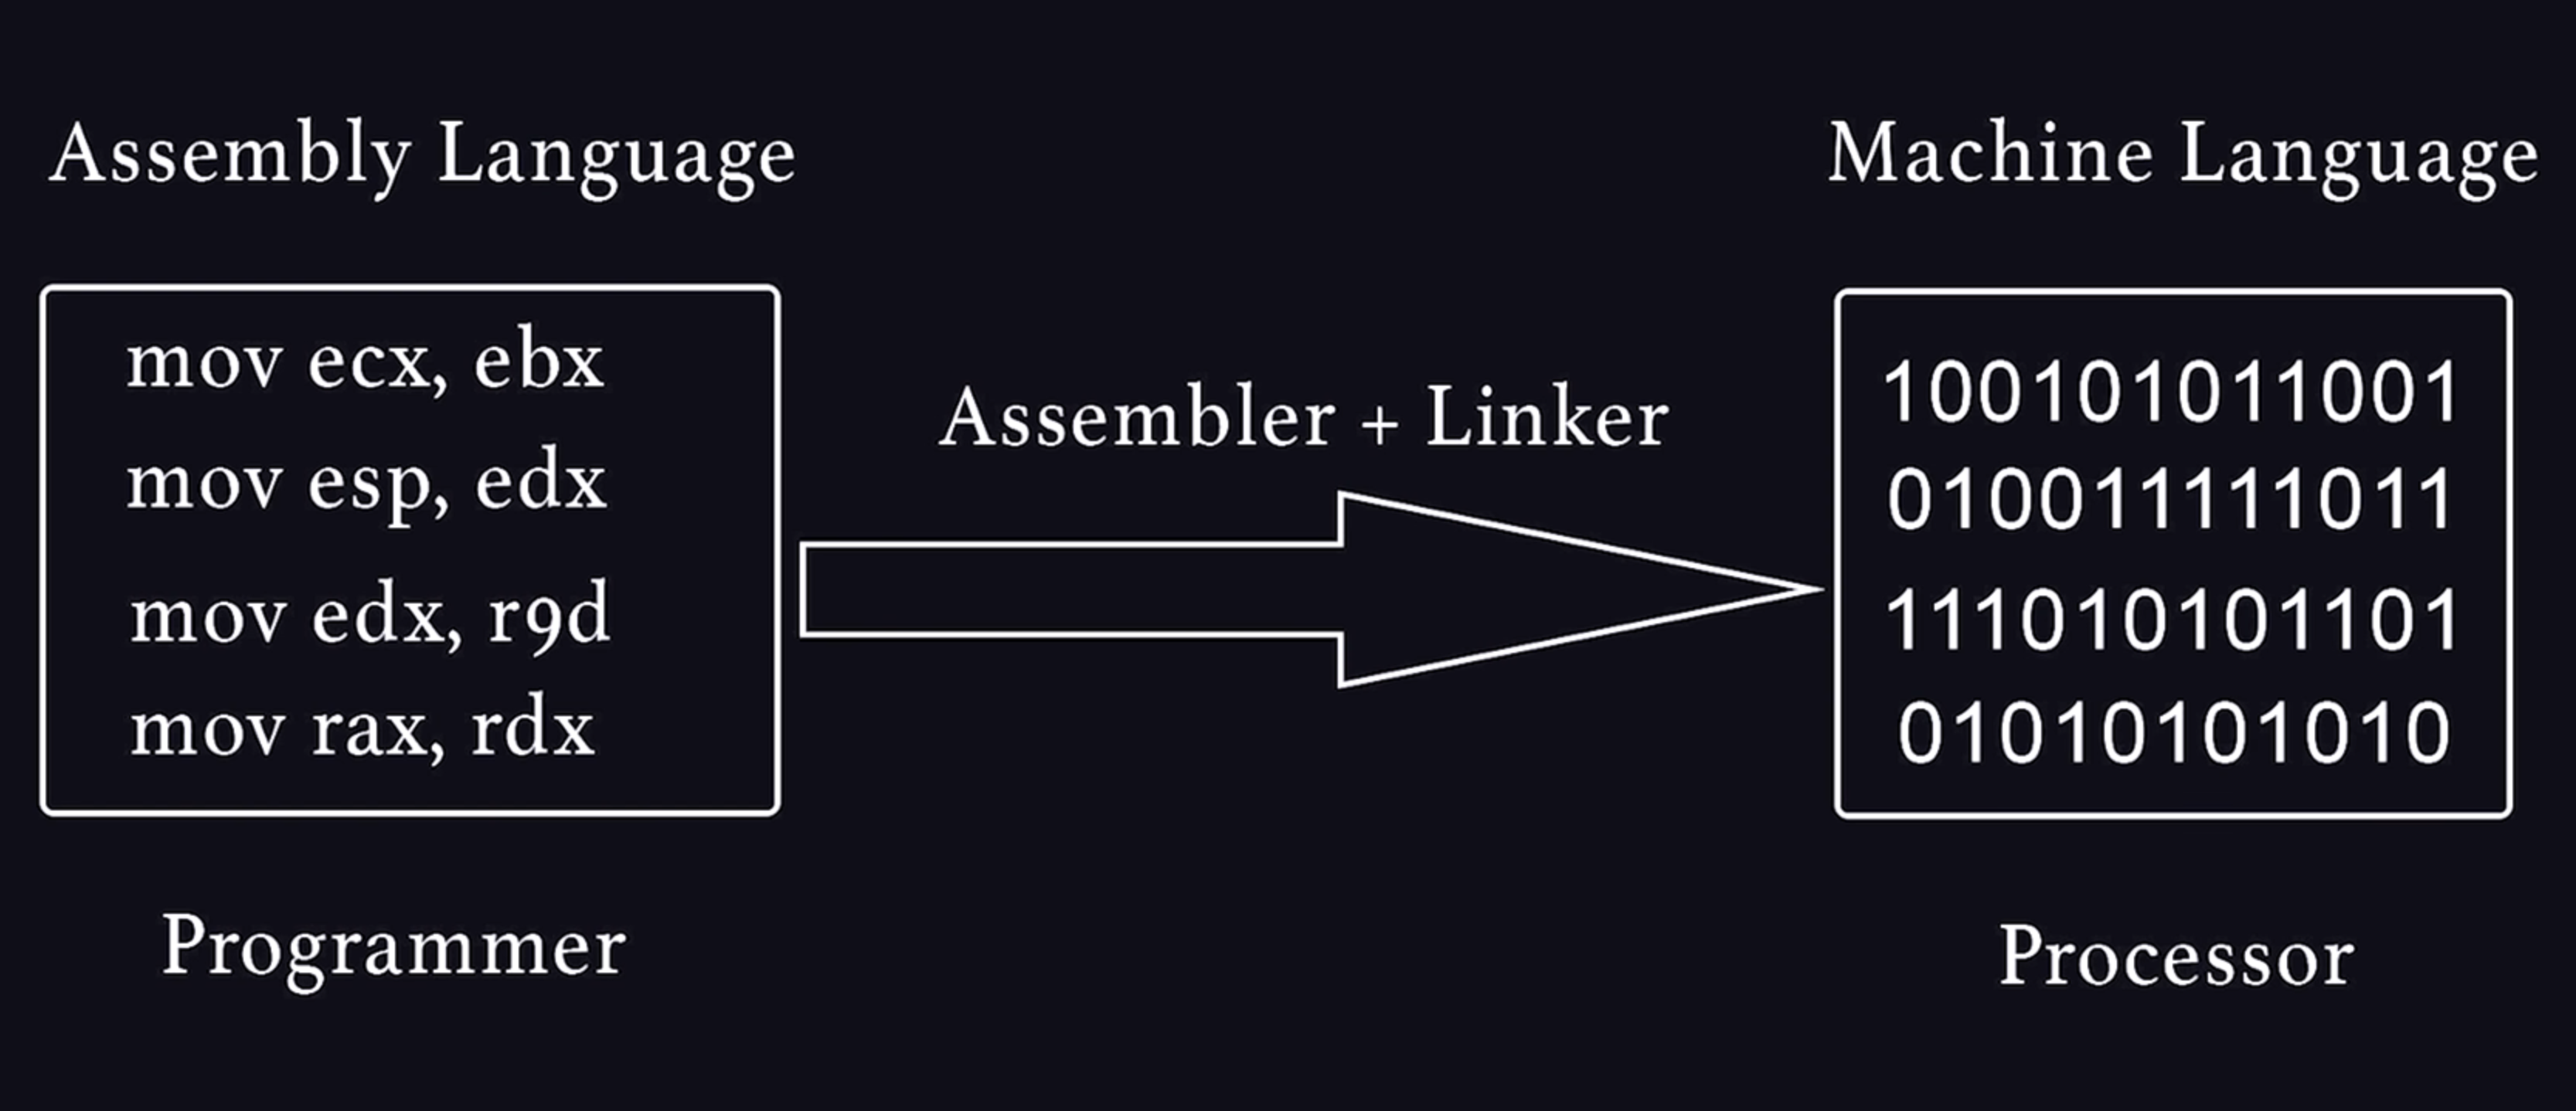 Assembly Language
mov ecx, ebx
mov esp, edx
mov edx, r9d
mov rax, rdx
Programmer
Assembler + Linker
Machine Language
100101011001
0100111111011
111010101101
01010101010
Processor